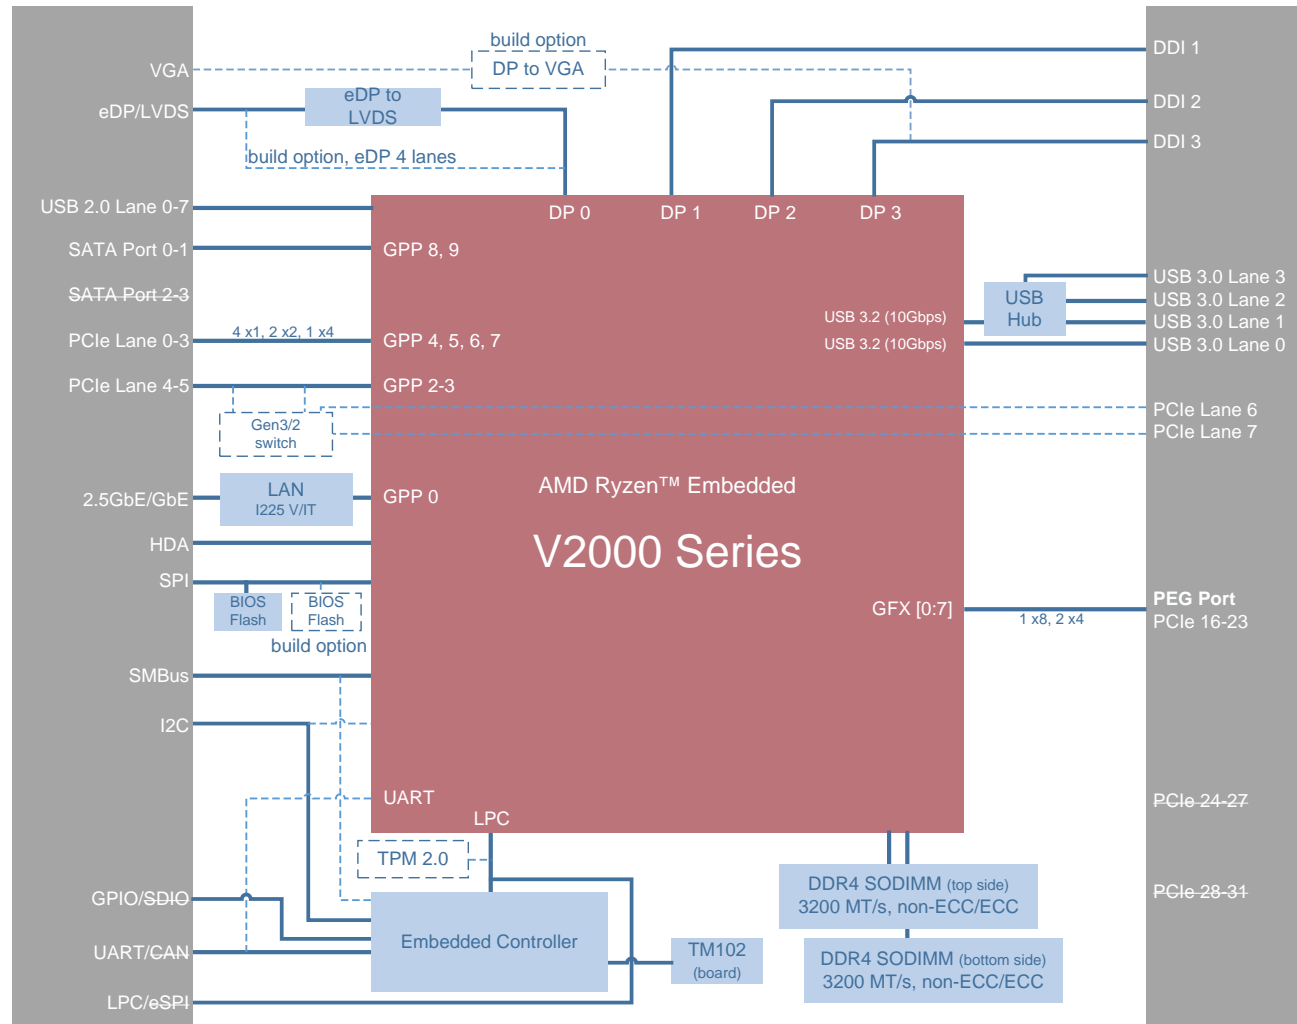 build option
DDI 1
VGA
DP to VGA
eDP to
LVDS
eDP/LVDS
DDI 2
DDI 3
build option, eDP 4 lanes
USB 2.0 Lane 0-7
DP 0
DP 1
DP 2
DP 3
SATA Port 0-1
GPP 8, 9
SATA Port 2-3
USB 3.0 Lane 3
USB
Hub
USB 3.0 Lane 2
USB 3.2 (10Gbps)
USB 3.0 Lane 1
PCIe Lane 0-3
4 x1, 2 x2, 1 x4
GPP 4, 5, 6, 7
USB 3.2 (10Gbps)
USB 3.0 Lane 0
PCIe Lane 4-5
GPP 2-3
Gen3/2
switch
PCIe Lane 6
PCIe Lane 7
2.5GbE/GbE
LAN
I225 V/IT
GPP 0
AMD Ryzen™ Embedded
V2000 Series
HDA
SPI
BIOS
Flash
BIOS
Flash
build option
GFX [0:7]
1 x8, 2 x4
PEG Port
PCIe 16-23
SMBus
I2C
UART
LPC
PCIe 24-27
TPM 2.0
DDR4 SODIMM (top side)
3200 MT/s, non-ECC/ECC
PCIe 28-31
GPIO/SDIO
Embedded Controller
UART/CAN
TM102
(board)
DDR4 SODIMM (bottom side)
3200 MT/s, non-ECC/ECC
LPC/eSPI